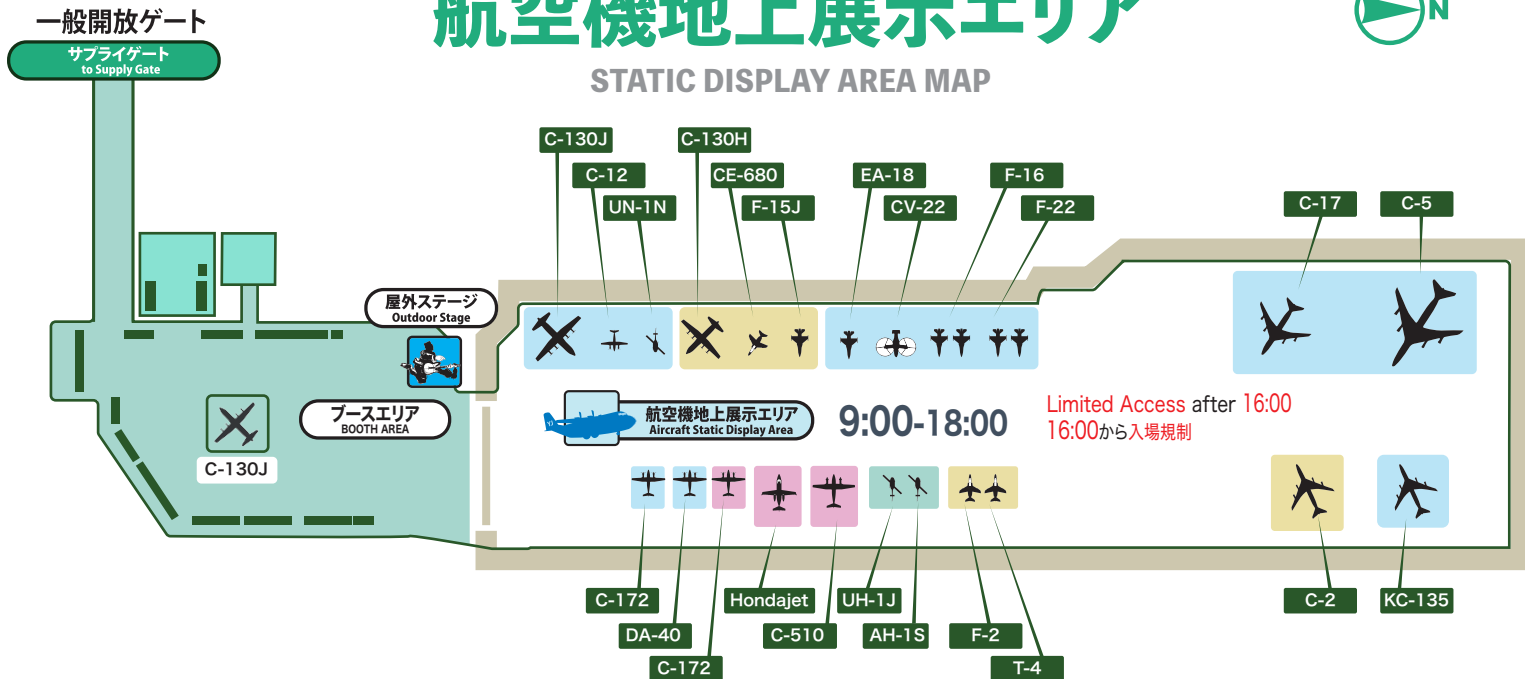 一般開放ゲート
サプライゲート
to Supply Gate
航空機地上展示エリア
N
STATIC DISPLAY AREA MAP
C-130J
C-130H
C-12
CE-680
EA-18
F-16
UN-1N
F-15J
CV-22
F-22
C-17
C-5
屋外ステージ
Outdoor Stage
ブースエリア
BOOTH AREA
C-130J
航空機地上展示エリア
Aircraft Static Display Area
9:00-18:00
Limited Access after 16:00
16:00から入場規制
C-172
Hondajet
UH-1J
C-2
KC-135
DA-40
C-510
AH-1S
F-2
C-172
T-4